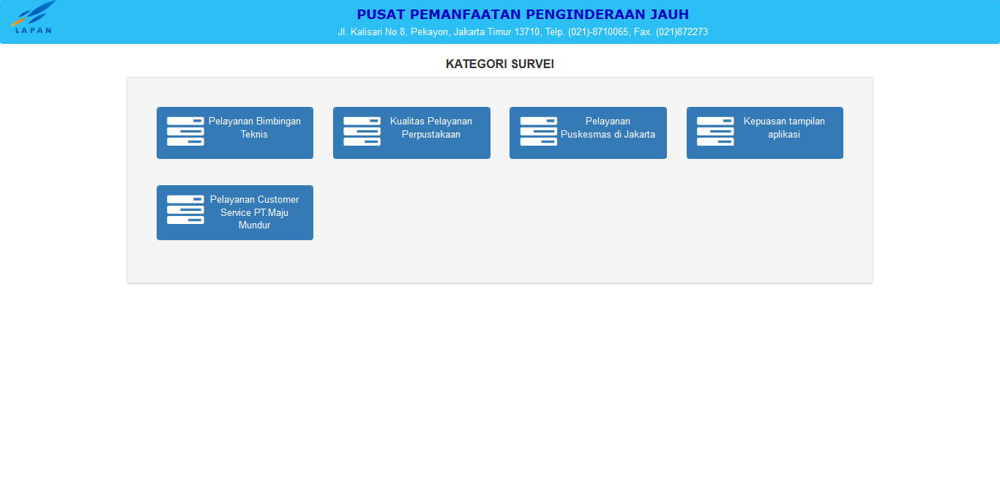 LAPAN
PUSAT PEMANFAATAN PENGINDERAAN JAUH
Jl. Kalisari No.8, Pekayon, Jakarta Timur 13710, Telp. (021)-8710065, Fax. (021)872273
KATEGORI SURVEI
Pelayanan Bimbingan
Teknis
Kualitas Pelayanan
Perpustakaan
Pelayanan
Puskesmas di Jakarta
Kepuasan tampilan
aplikasi
Pelayanan Customer
Service PT.Maju
Mundur